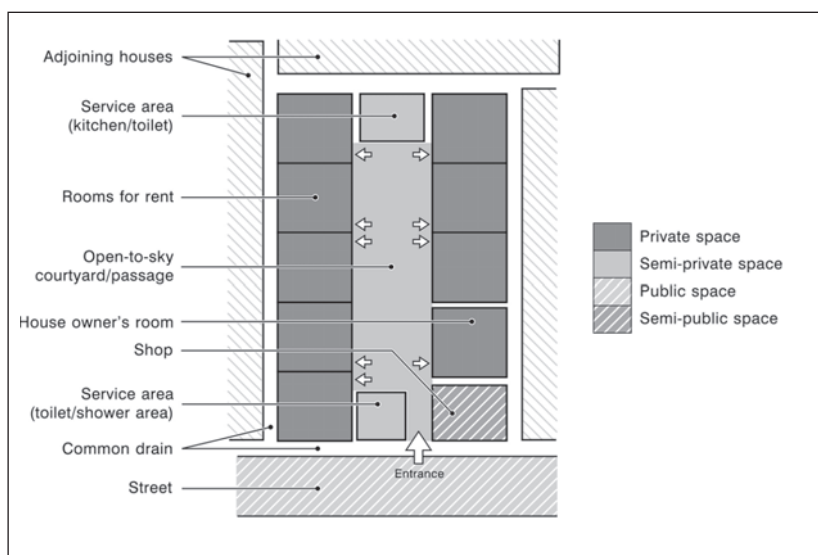 Adjoining houses
Service area
(kitchen/toilet)
Rooms for rent
Open-to-sky
courtyard/passage
House owner's room
Shop
Service area
(toilet/shower area)
Common drain
Street
Entrance
Private space
Semi-private space
Public space
Semi-public space